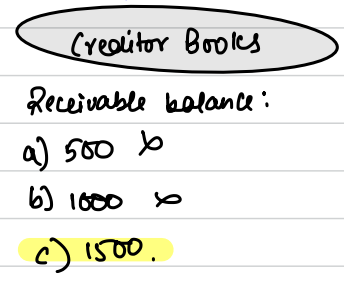 Creditor Books
Receivable balance:
a) 500 x
b) 1000 x
c) 1500.